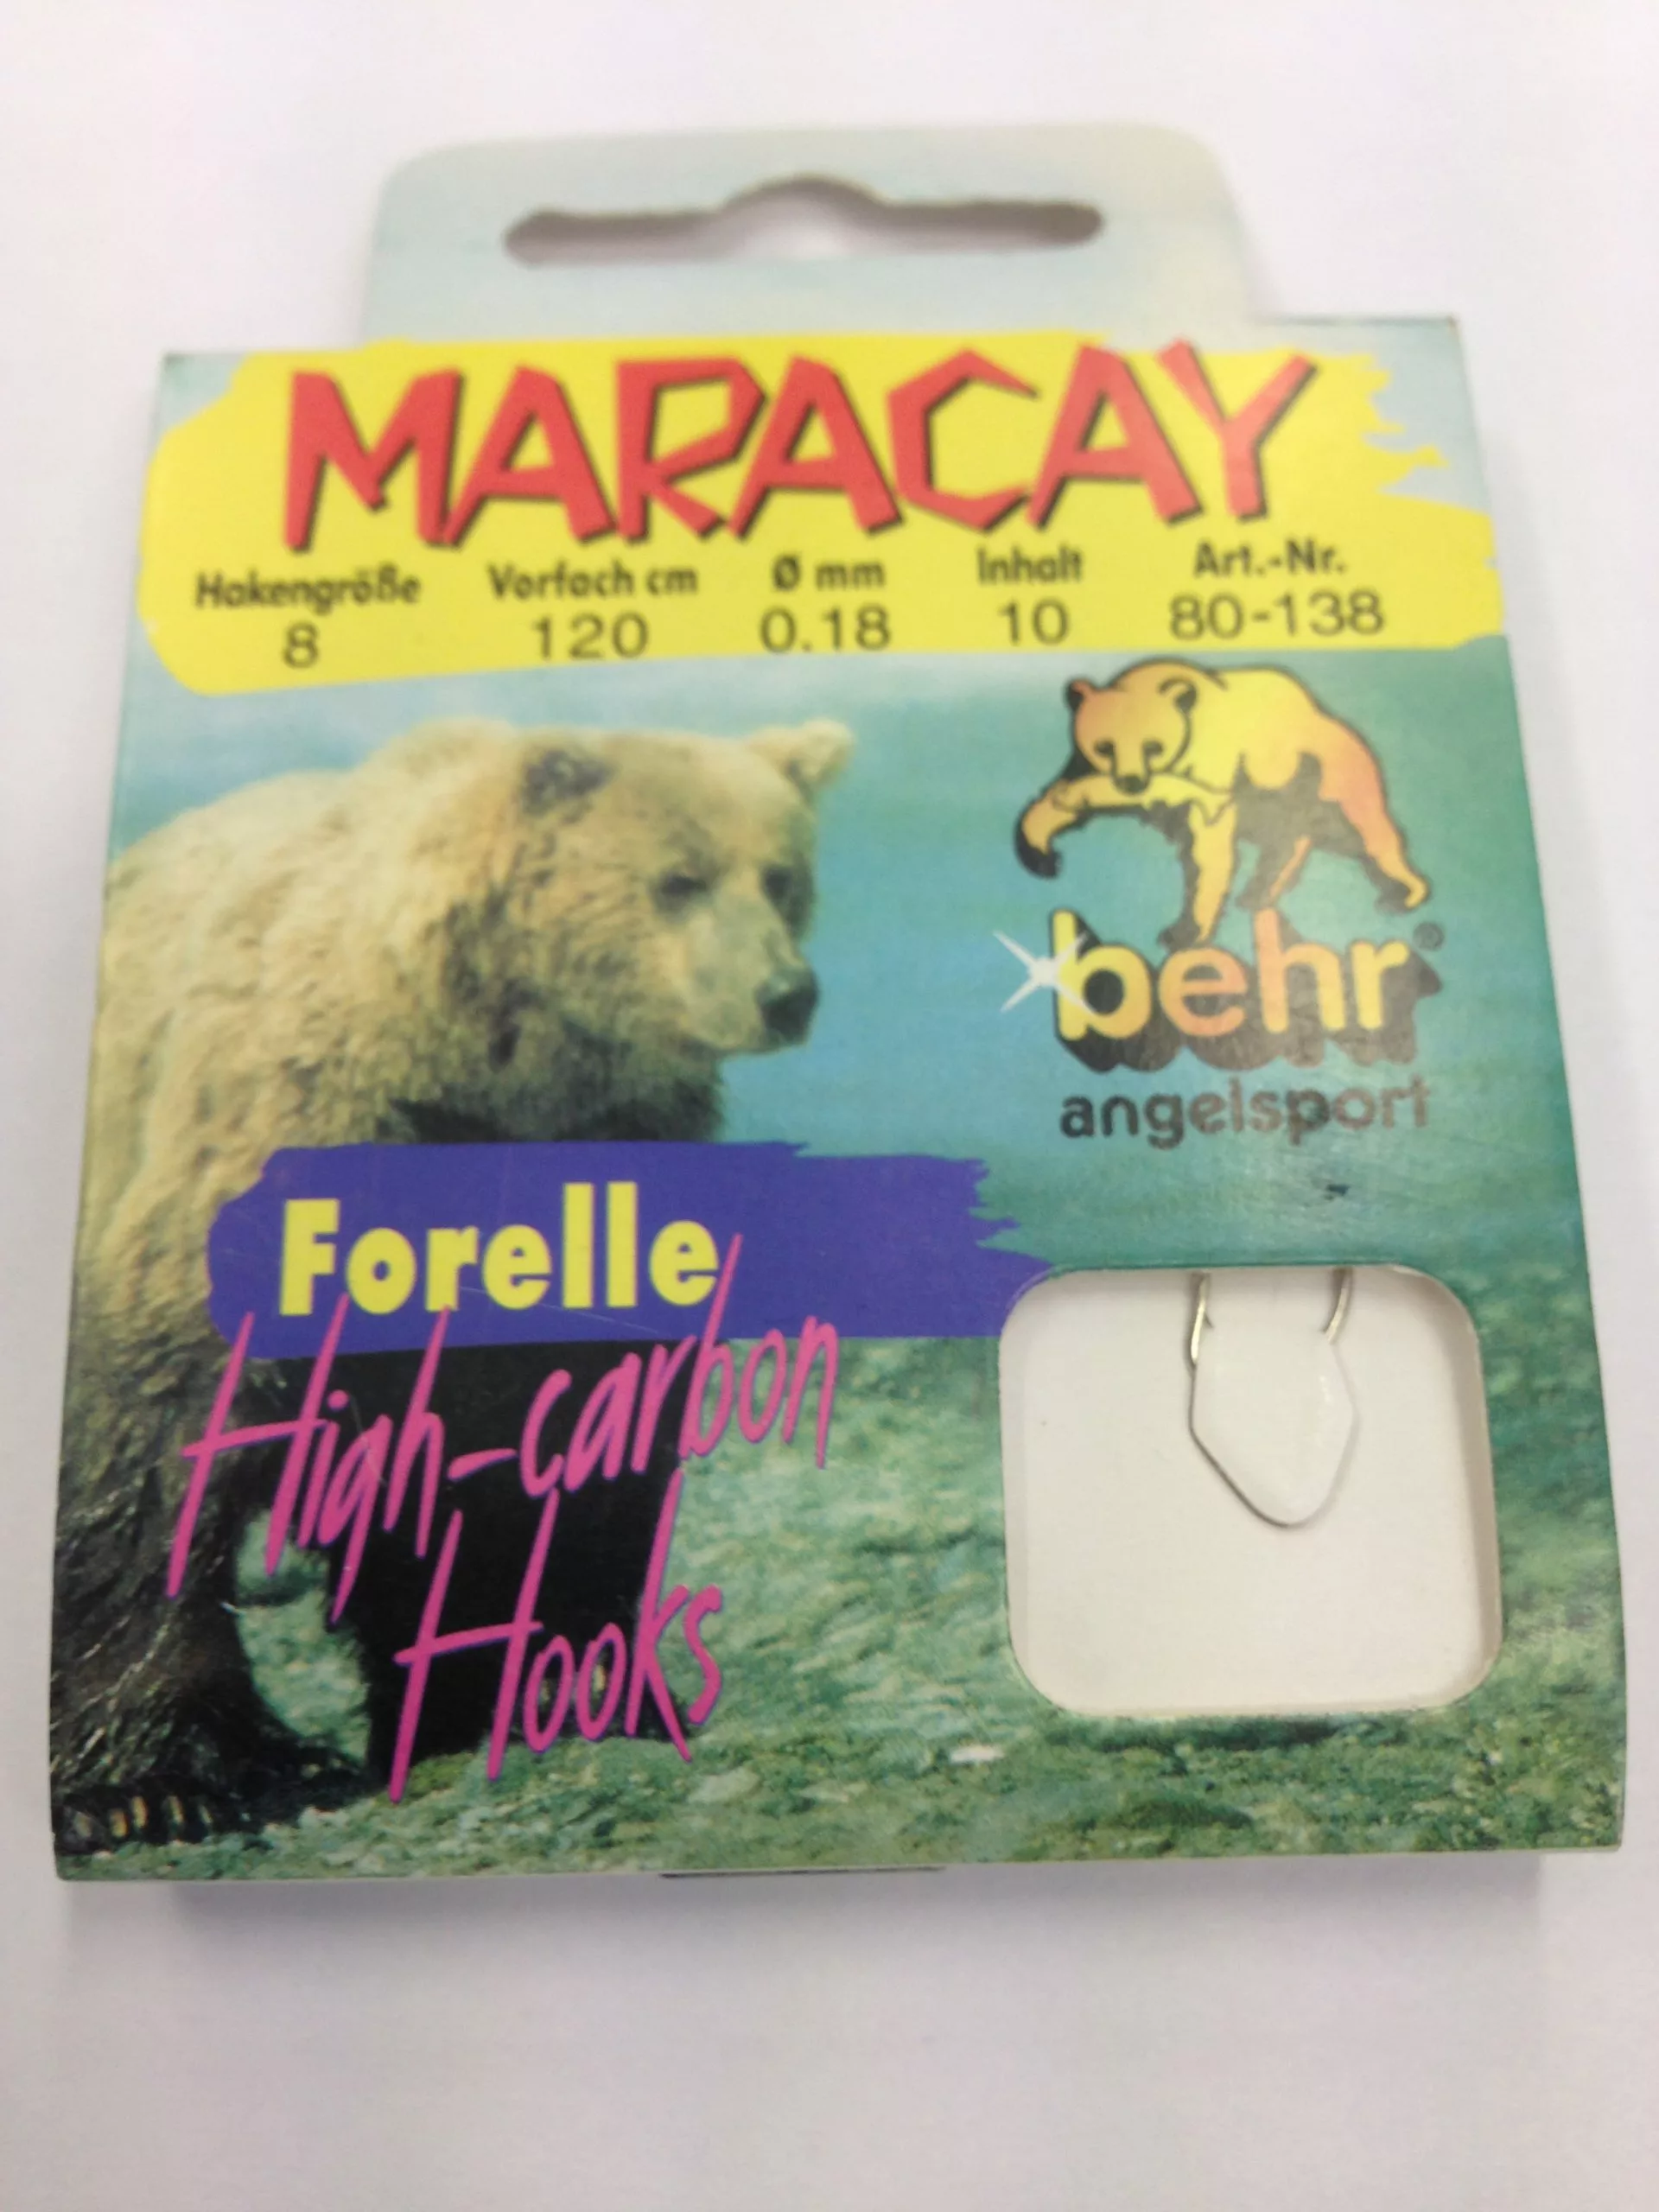 MARACAY
Hakengröße Vorfach cm Ø mm Inhalt Art.-Nr.
8 120 0.18 10 80-138
behr®
angelsport
Forelle
High-carbon
Hooks